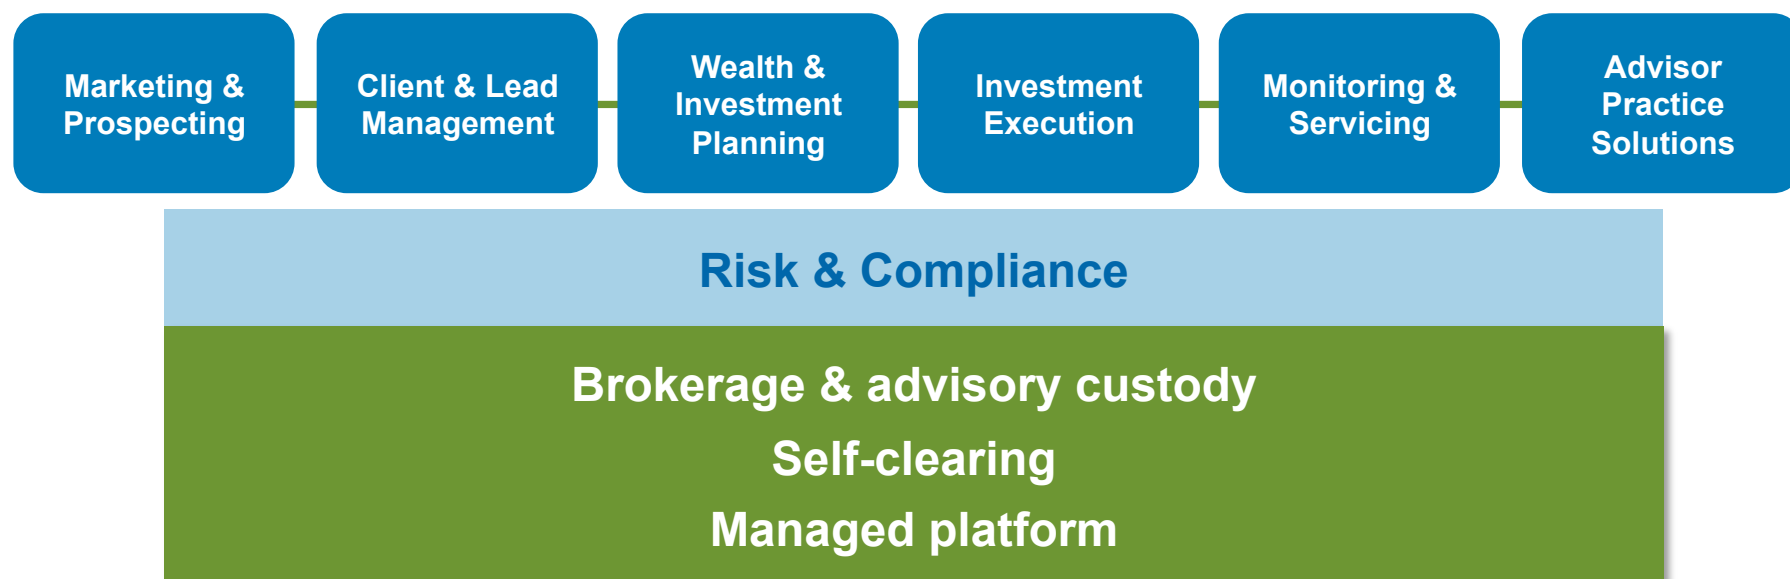 Marketing &
Prospecting
Client & Lead
Management
Wealth &
Investment
Planning
Investment
Execution
Monitoring &
Servicing
Advisor
Practice
Solutions
Risk & Compliance
Brokerage & advisory custody
Self-clearing
Managed platform